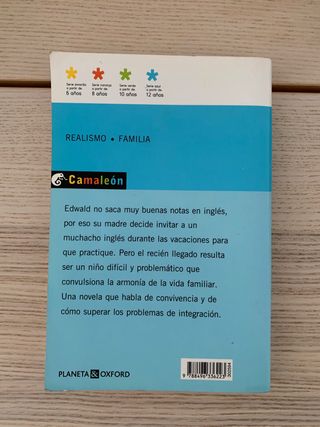 Serie amarilla a partir de 6 años
Serie naranja a partir de 8 años
Serie verde a partir de 10 años
Serie azul a partir de 12 años
REALISMO • FAMILIA
Camaleón
Edwald no saca muy buenas notas en inglés,
por eso su madre decide invitar a un
muchacho inglés durante las vacaciones para
que practique. Pero el recién llegado resulta
ser un niño difícil y problemático que
convulsiona la armonía de la vida familiar.
Una novela que habla de convivencia y de
cómo superar los problemas de integración.
PLANETA & OXFORD
9 788496 336223